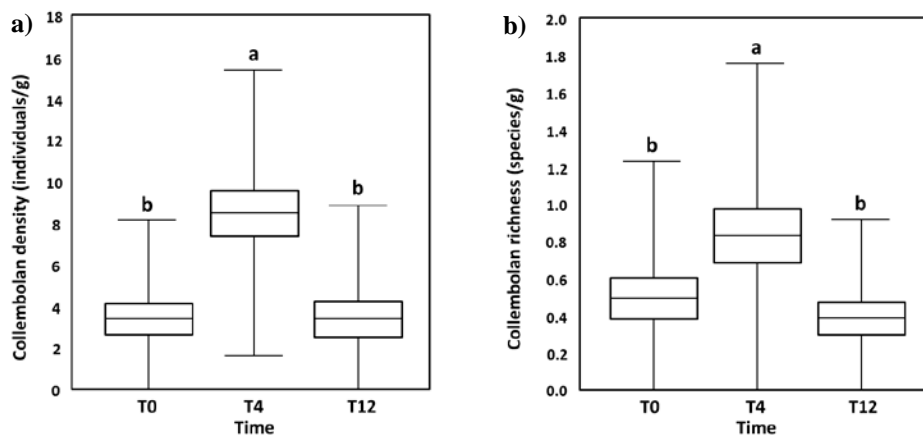 a)
Collembolan density (individuals/g)
18
16
14
12
10
8
6
4
2
0
b
a
b
T0 T4 T12
Time
b)
Collembolan richness (species/g)
2.0
1.8
1.6
1.4
1.2
1.0
0.8
0.6
0.4
0.2
0.0
b
a
b
T0 T4 T12
Time